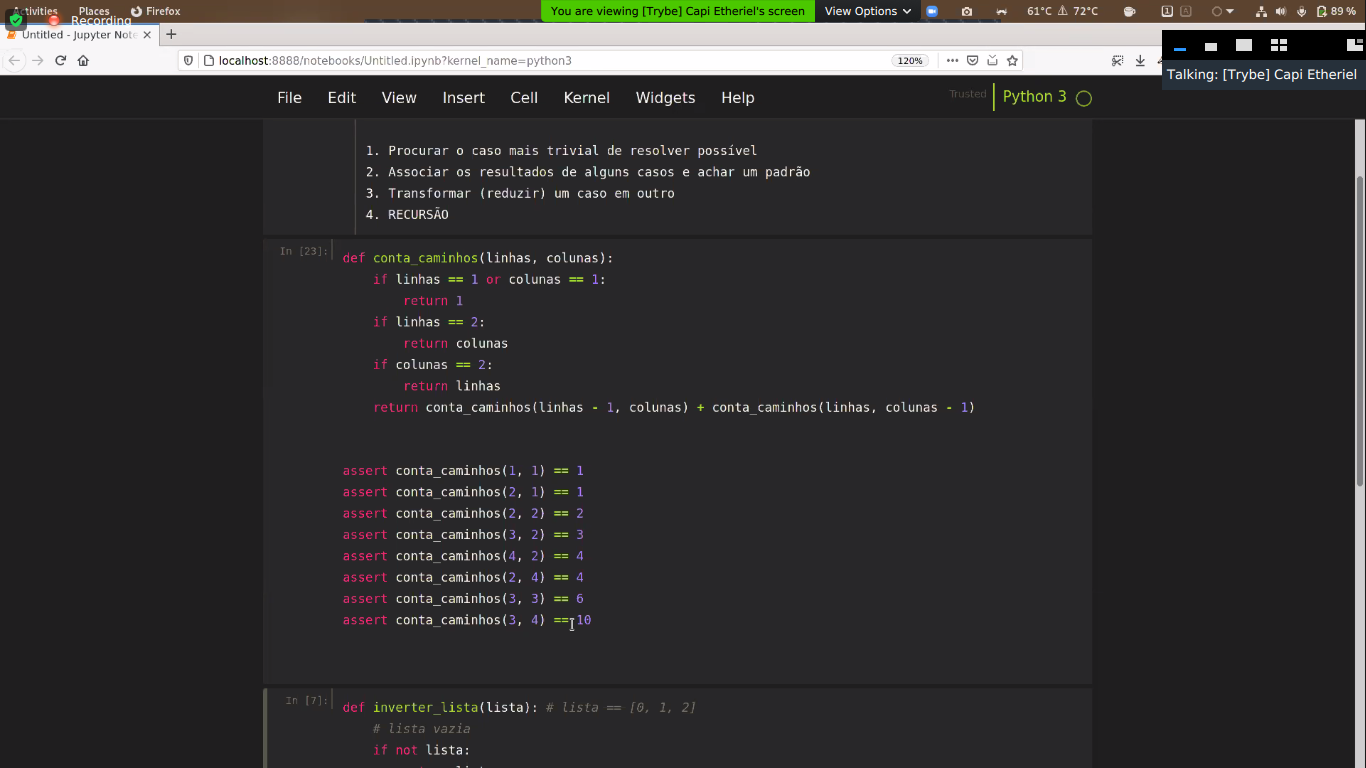 Activities Places Firefox You are viewing [Trybe] Capi Etheriel's screen View Options 61°C 72°C 1 A 89 %
Recording
Untitled - Jupyter Note
localhost:8888/notebooks/Untitled.ipynb?kernel_name=python3 120%
Talking: [Trybe] Capi Etheriel
File Edit View Insert Cell Kernel Widgets Help Trusted Python 3
1. Procurar o caso mais trivial de resolver possível
2. Associar os resultados de alguns casos e achar um padrão
3. Transformar (reduzir) um caso em outro
4. RECURSÃO
In [23]: def conta_caminhos(linhas, colunas):
if linhas == 1 or colunas == 1:
return 1
if linhas == 2:
return colunas
if colunas == 2:
return linhas
return conta_caminhos(linhas - 1, colunas) + conta_caminhos(linhas, colunas - 1)
assert conta_caminhos(1, 1) == 1
assert conta_caminhos(2, 1) == 1
assert conta_caminhos(2, 2) == 2
assert conta_caminhos(3, 2) == 3
assert conta_caminhos(4, 2) == 4
assert conta_caminhos(2, 4) == 4
assert conta_caminhos(3, 3) == 6
assert conta_caminhos(3, 4) == 10
In [7]: def inverter_lista(lista): # lista == [0, 1, 2]
# lista vazia
if not lista: